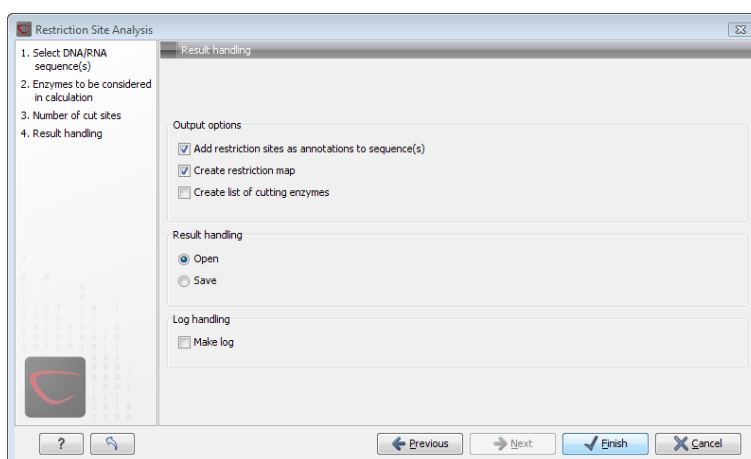 Restriction Site Analysis
1. Select DNA/RNA
sequence(s)
2. Enzymes to be considered
in calculation
3. Number of cut sites
4. Result handling
Result handling
Output options
Add restriction sites as annotations to sequence(s)
Create restriction map
Create list of cutting enzymes
Result handling
Open
Save
Log handling
Make log
?
Previous
Next
Finish
Cancel